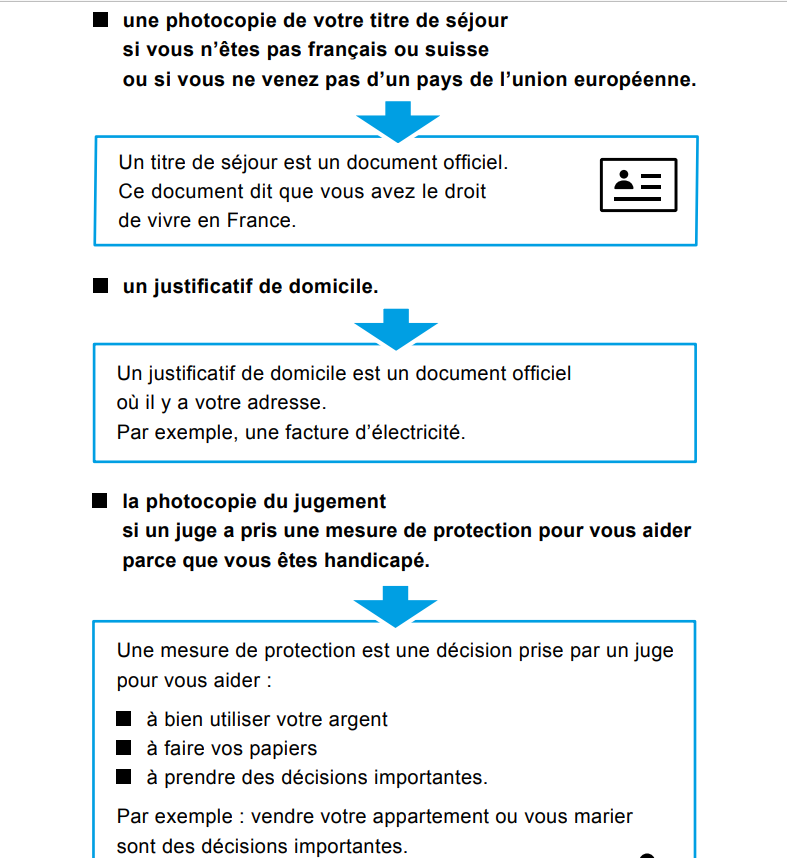 ■ une photocopie de votre titre de séjour
si vous n’êtes pas français ou suisse
ou si vous ne venez pas d’un pays de l’union européenne.
Un titre de séjour est un document officiel.
Ce document dit que vous avez le droit
de vivre en France.
■ un justificatif de domicile.
Un justificatif de domicile est un document officiel
où il y a votre adresse.
Par exemple, une facture d’électricité.
■ la photocopie du jugement
si un juge a pris une mesure de protection pour vous aider
parce que vous êtes handicapé.
Une mesure de protection est une décision prise par un juge
pour vous aider :
■ à bien utiliser votre argent
■ à faire vos papiers
■ à prendre des décisions importantes.
Par exemple : vendre votre appartement ou vous marier
sont des décisions importantes.